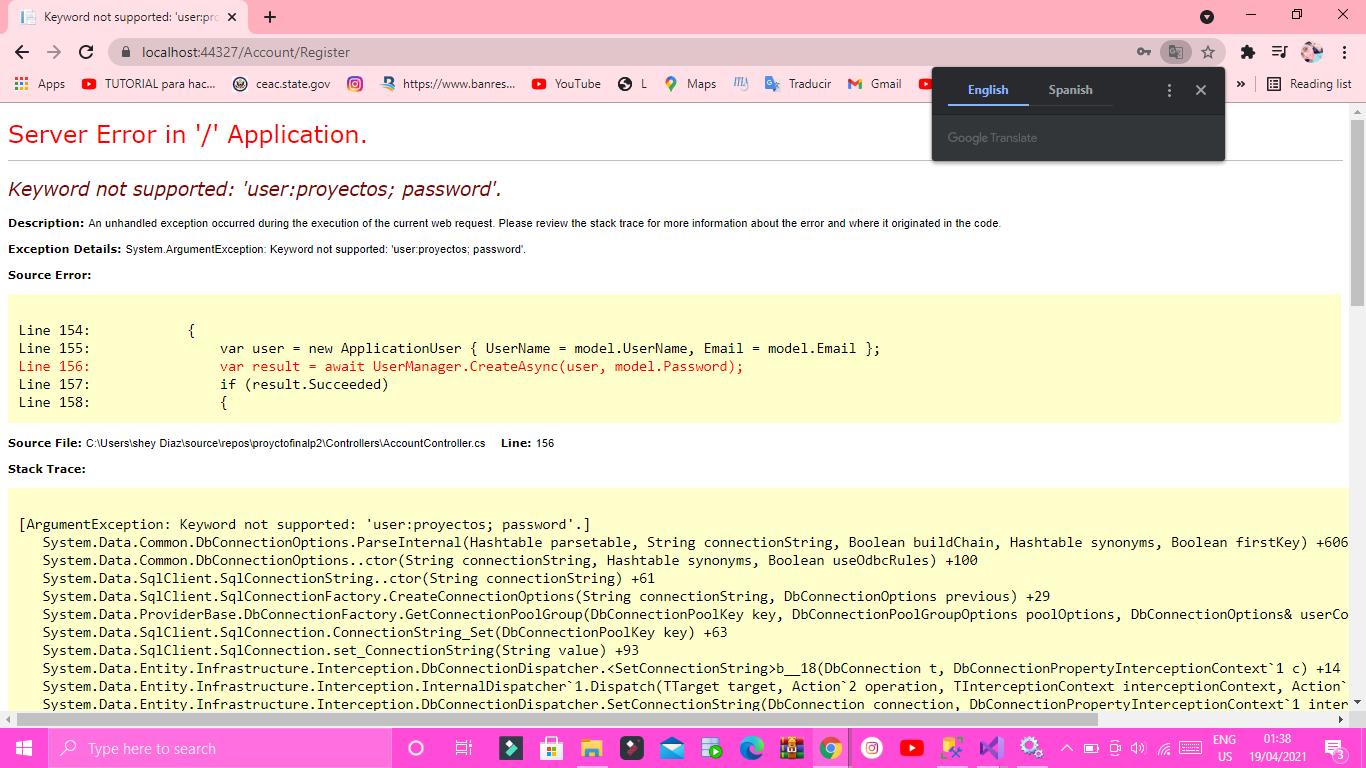 Keyword not supported: 'user:pro
localhost:44327/Account/Register
Apps
TUTORIAL para hac...
ceac.state.gov
https://www.banres...
YouTube
L
Maps
Traducir
Gmail
»
Reading list
English
Spanish
Google Translate
Server Error in '/' Application.
Keyword not supported: 'user:proyectos; password'.
Description: An unhandled exception occurred during the execution of the current web request. Please review the stack trace for more information about the error and where it originated in the code.
Exception Details: System.ArgumentException: Keyword not supported: 'user:proyectos; password'.
Source Error:
Line 154:            {
Line 155:                var user = new ApplicationUser { UserName = model.UserName, Email = model.Email };
Line 156:                var result = await UserManager.CreateAsync(user, model.Password);
Line 157:                if (result.Succeeded)
Line 158:                {
Source File: C:\Users\shey Diaz\source\repos\proyctofinalp2\Controllers\AccountController.cs    Line: 156
Stack Trace:
[ArgumentException: Keyword not supported: 'user:proyectos; password'.]
System.Data.Common.DbConnectionOptions.ParseInternal(Hashtable parsetable, String connectionString, Boolean buildChain, Hashtable synonyms, Boolean firstKey) +606
System.Data.Common.DbConnectionOptions..ctor(String connectionString, Hashtable synonyms, Boolean useOdbcRules) +100
System.Data.SqlClient.SqlConnectionString..ctor(String connectionString) +61
System.Data.SqlClient.SqlConnectionFactory.CreateConnectionOptions(String connectionString, DbConnectionOptions previous) +29
System.Data.ProviderBase.DbConnectionFactory.GetConnectionPoolGroup(DbConnectionPoolKey key, DbConnectionPoolGroupOptions poolOptions, DbConnectionOptions& userCo
System.Data.SqlClient.SqlConnection.ConnectionString_Set(DbConnectionPoolKey key) +63
System.Data.SqlClient.SqlConnection.set_ConnectionString(String value) +93
System.Data.Entity.Infrastructure.Interception.DbConnectionDispatcher.<SetConnectionString>b__18(DbConnection t, DbConnectionPropertyInterceptionContext`1 c) +14
System.Data.Entity.Infrastructure.Interception.InternalDispatcher`1.Dispatch(TTarget target, Action`2 operation, TInterceptionContext interceptionContext, Action`
System.Data.Entity.Infrastructure.Interception.DbConnectionDispatcher.SetConnectionString(DbConnection connection, DbConnectionPropertyInterceptionContext`1 inter
Type here to search
ENG
US
01:38
19/04/2021
3